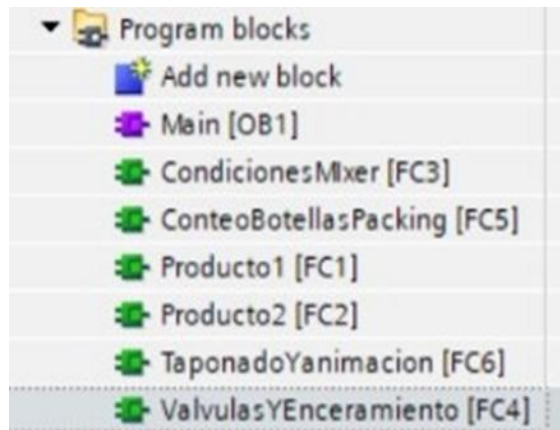 Program blocks
Add new block
Main [OB1]
CondicionesMIxer [FC3]
ConteoBotellasPacking [FC5]
Producto1 [FC1]
Producto2 [FC2]
TaponadoYanimacion [FC6]
ValvulasYEnceramiento [FC4]